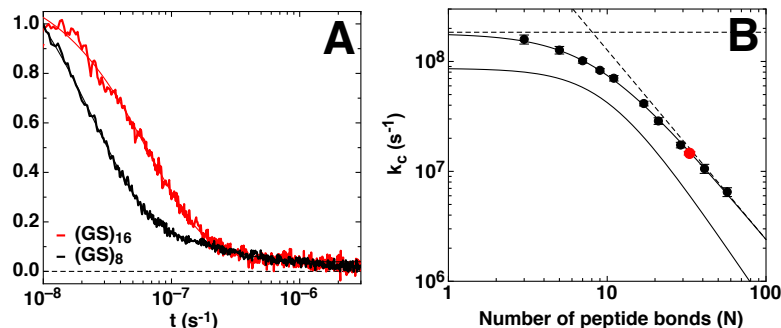 A
1.0
0.8
0.6
0.4
0.2
0.0
(GS)16
(GS)8
10⁻⁸
10⁻⁷
10⁻⁶
t (s⁻¹)
B
kc (s⁻¹)
10⁸
10⁷
10⁶
1
10
100
Number of peptide bonds (N)